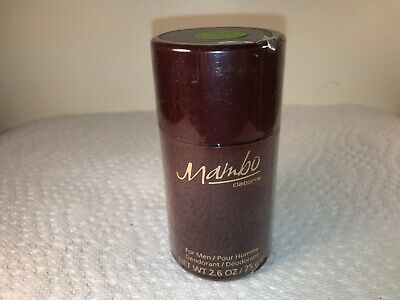 Mambo
claiborne
For Men / Pour Homme
Deodorant / Déodorant
NET WT 2.6 OZ / 75 g